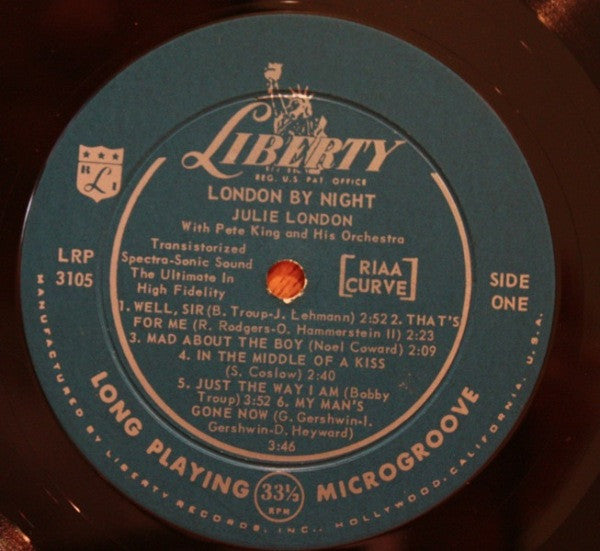 LIBERTY
REG. U.S. PAT. OFFICE
LONDON BY NIGHT
JULIE LONDON
With Pete King and His Orchestra
LRP
3105
Transistorized
Spectra-Sonic Sound
The Ultimate In
High Fidelity
RIAA
CURVE
SIDE
ONE
1. WELL, SIR (B. Troup-J. Lehmann) 2:52 2. THAT'S
FOR ME (R. Rodgers-O. Hammerstein II) 2:23
3. MAD ABOUT THE BOY (Noel Coward) 2:09
4. IN THE MIDDLE OF A KISS
(S. Coslow) 2:40
5. JUST THE WAY I AM (Bobby
Troup) 3:52 6. MY MAN'S
GONE NOW (G. Gershwin-I.
Gershwin-D. Heyward)
3:46
LONG PLAYING 33⅓ RPM MICROGROOVE
MANUFACTURED BY LIBERTY RECORDS, INC., HOLLYWOOD, CALIFORNIA, U.S.A.